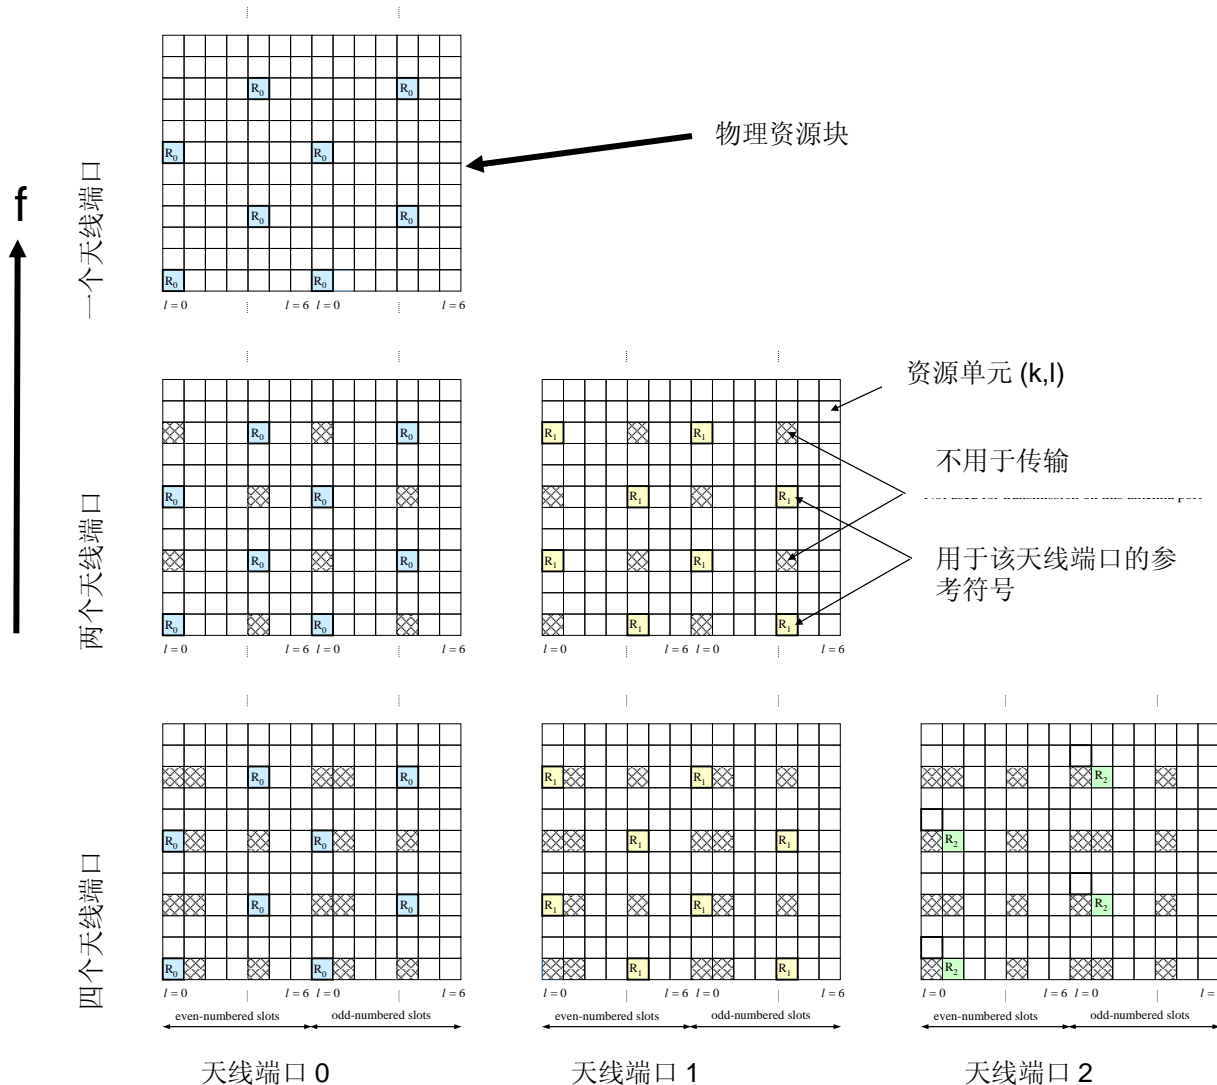 R0 R0
物理资源块
R0 R0
f
一个天线端口
R0 R0
R0 R0
l = 0 l = 6 l = 0 l = 6
资源单元 (k,l)
R0 R0 R1 R1
不用于传输
R0 R0 R1 R1
两个天线端口
R0 R0 R1 R1
用于该天线端口的参
考符号
R0 R0 R1 R1
l = 0 l = 6 l = 0 l = 6 l = 0 l = 6 l = 0 l = 6
R0 R0 R1 R1 R2
四个天线端口
R0 R0 R1 R1 R2
R0 R0 R1 R1 R2
R0 R0 R1 R1 R2
l = 0 l = 6 l = 0 l = 6 l = 0 l = 6 l = 0 l = 6 l = 0 l = 6 l = 0 l =
even-numbered slots odd-numbered slots even-numbered slots odd-numbered slots even-numbered slots odd-numbered slots
天线端口 0 天线端口 1 天线端口 2